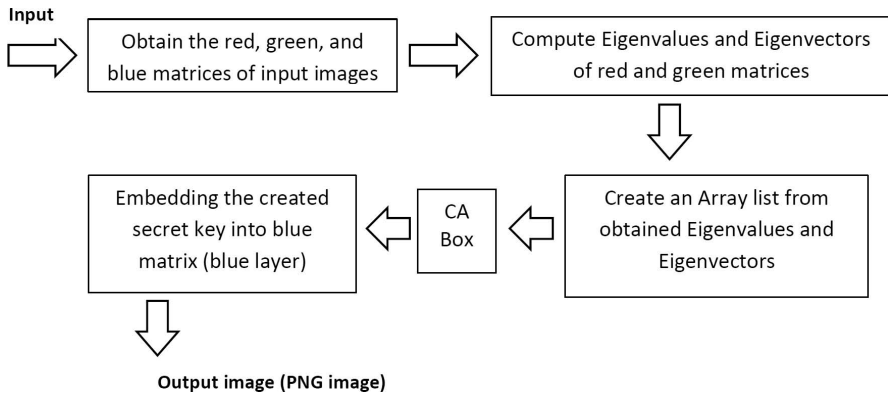 Input
Obtain the red, green, and
blue matrices of input images
Compute Eigenvalues and Eigenvectors
of red and green matrices
Create an Array list from
obtained Eigenvalues and
Eigenvectors
CA
Box
Embedding the created
secret key into blue
matrix (blue layer)
Output image (PNG image)